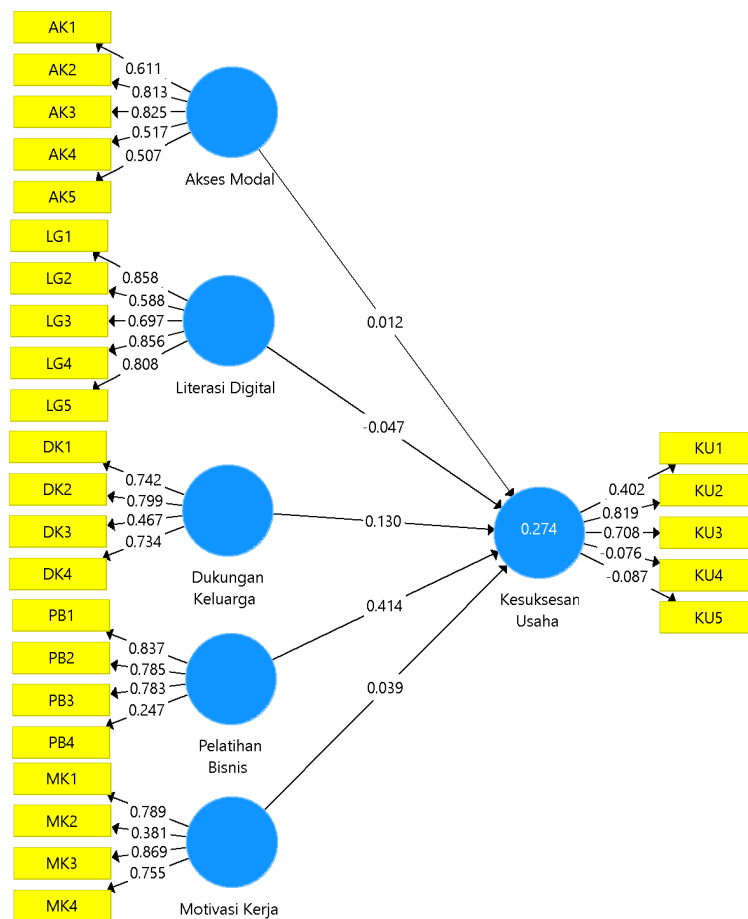 AK1
AK2
AK3
AK4
AK5
0.611
0.813
0.825
0.517
0.507
Akses Modal
LG1
LG2
LG3
LG4
LG5
0.858
0.588
0.697
0.856
0.808
Literasi Digital
DK1
DK2
DK3
DK4
0.742
0.799
0.467
0.734
Dukungan
Keluarga
PB1
PB2
PB3
PB4
0.837
0.785
0.783
0.247
Pelatihan
Bisnis
MK1
MK2
MK3
MK4
0.789
0.381
0.869
0.755
Motivasi Kerja
0.012
-0.047
0.130
0.414
0.039
0.274
Kesuksesan
Usaha
0.402
0.819
0.708
-0.076
-0.087
KU1
KU2
KU3
KU4
KU5